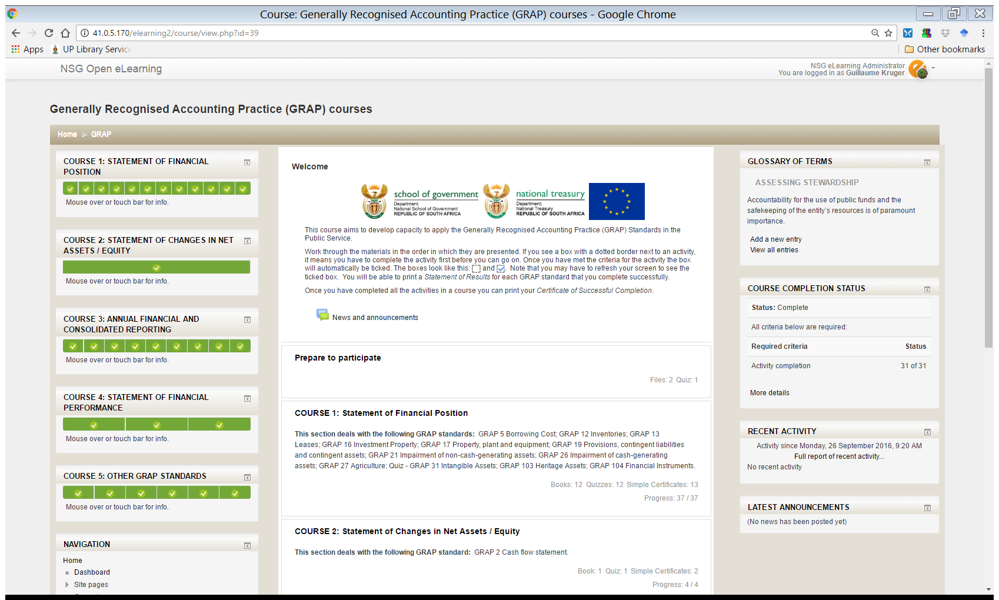 Course: Generally Recognised Accounting Practice (GRAP) courses - Google Chrome
41.0.5.170/elearning2/course/view.php?id=39
Apps
UP Library Service
Other bookmarks
NSG Open eLearning
NSG eLearning Administrator
You are logged in as Guillaume Kruger
Generally Recognised Accounting Practice (GRAP) courses
Home
GRAP
COURSE 1: STATEMENT OF FINANCIAL
POSITION
Mouse over or touch bar for info.
COURSE 2: STATEMENT OF CHANGES IN NET
ASSETS / EQUITY
Mouse over or touch bar for info.
COURSE 3: ANNUAL FINANCIAL AND
CONSOLIDATED REPORTING
Mouse over or touch bar for info.
COURSE 4: STATEMENT OF FINANCIAL
PERFORMANCE
Mouse over or touch bar for info.
COURSE 5: OTHER GRAP STANDARDS
Mouse over or touch bar for info.
NAVIGATION
Home
Dashboard
Site pages
Welcome
school of government
Department:
National School of Government
REPUBLIC OF SOUTH AFRICA
national treasury
Department:
National Treasury
REPUBLIC OF SOUTH AFRICA
This course aims to develop capacity to apply the Generally Recognised Accounting Practice (GRAP) Standards in the
Public Service.
Work through the materials in the order in which they are presented. If you see a box with a dotted border next to an activity,
it means you have to complete the activity first before you can go on. Once you have met the criteria for the activity the box
will automatically be ticked. The boxes look like this: and . Note that you may have to refresh your screen to see the
ticked box. You will be able to print a Statement of Results for each GRAP standard that you complete successfully.
Once you have completed all the activities in a course you can print your Certificate of Successful Completion.
News and announcements
Prepare to participate
Files: 2 Quiz: 1
COURSE 1: Statement of Financial Position
This section deals with the following GRAP standards: GRAP 5 Borrowing Cost; GRAP 12 Inventories; GRAP 13
Leases; GRAP 16 Investment Property; GRAP 17 Property, plant and equipment; GRAP 19 Provisions, contingent liabilities
and contingent assets; GRAP 21 Impairment of non-cash-generating assets; GRAP 26 Impairment of cash-generating
assets; GRAP 27 Agriculture; Quiz - GRAP 31 Intangible Assets; GRAP 103 Heritage Assets; GRAP 104 Financial Instruments.
Books: 12 Quizzes: 12 Simple Certificates: 13
Progress: 37 / 37
COURSE 2: Statement of Changes in Net Assets / Equity
This section deals with the following GRAP standard: GRAP 2 Cash flow statement.
Book: 1 Quiz: 1 Simple Certificates: 2
Progress: 4 / 4
GLOSSARY OF TERMS
ASSESSING STEWARDSHIP
Accountability for the use of public funds and the
safekeeping of the entity's resources is of paramount
importance.
Add a new entry
View all entries
COURSE COMPLETION STATUS
Status: Complete
All criteria below are required:
Required criteria Status
Activity completion 31 of 31
More details
RECENT ACTIVITY
Activity since Monday, 26 September 2016, 9:20 AM
Full report of recent activity...
No recent activity
LATEST ANNOUNCEMENTS
(No news has been posted yet)